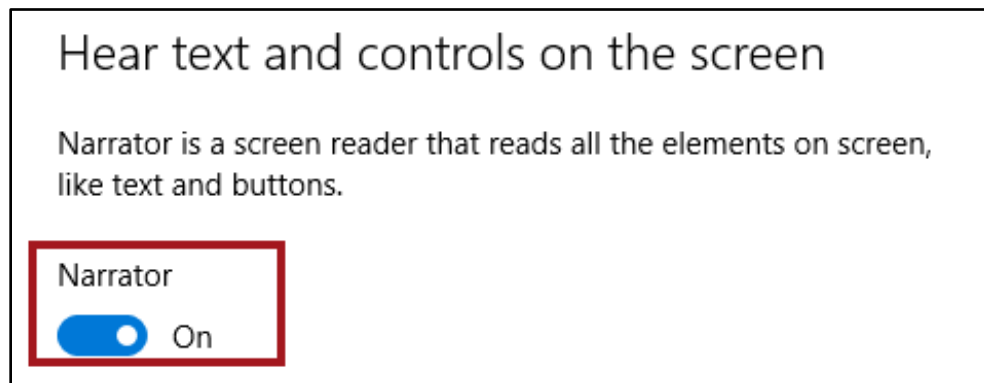 Hear text and controls on the screen
Narrator is a screen reader that reads all the elements on screen,
like text and buttons.
Narrator
On